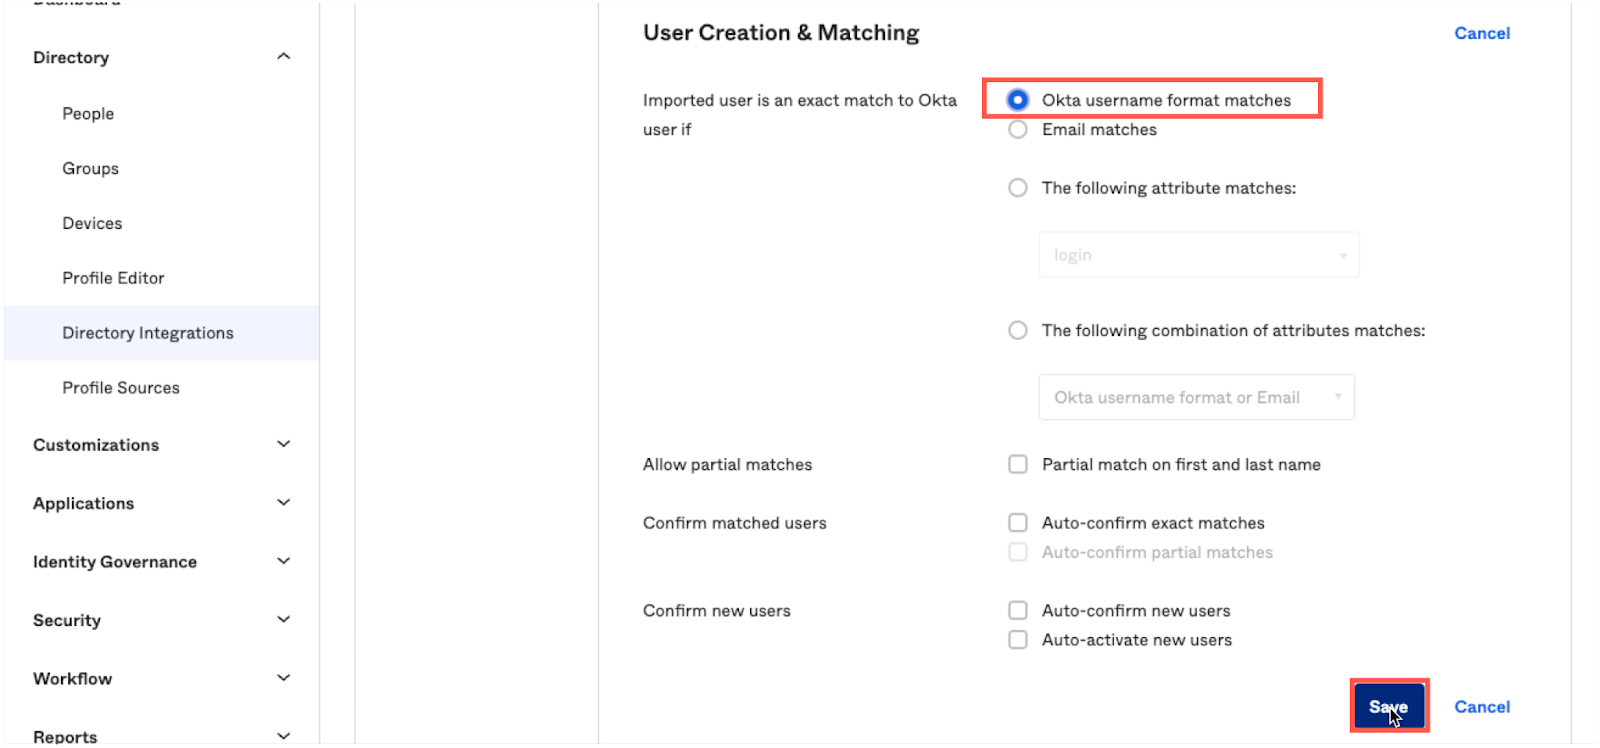 Dashboard
Directory
People
Groups
Devices
Profile Editor
Directory Integrations
Profile Sources
Customizations
Applications
Identity Governance
Security
Workflow
Reports
User Creation & Matching
Cancel
Imported user is an exact match to Okta
user if
Okta username format matches
Email matches
The following attribute matches:
login
The following combination of attributes matches:
Okta username format or Email
Allow partial matches
Partial match on first and last name
Confirm matched users
Auto-confirm exact matches
Auto-confirm partial matches
Confirm new users
Auto-confirm new users
Auto-activate new users
Save
Cancel